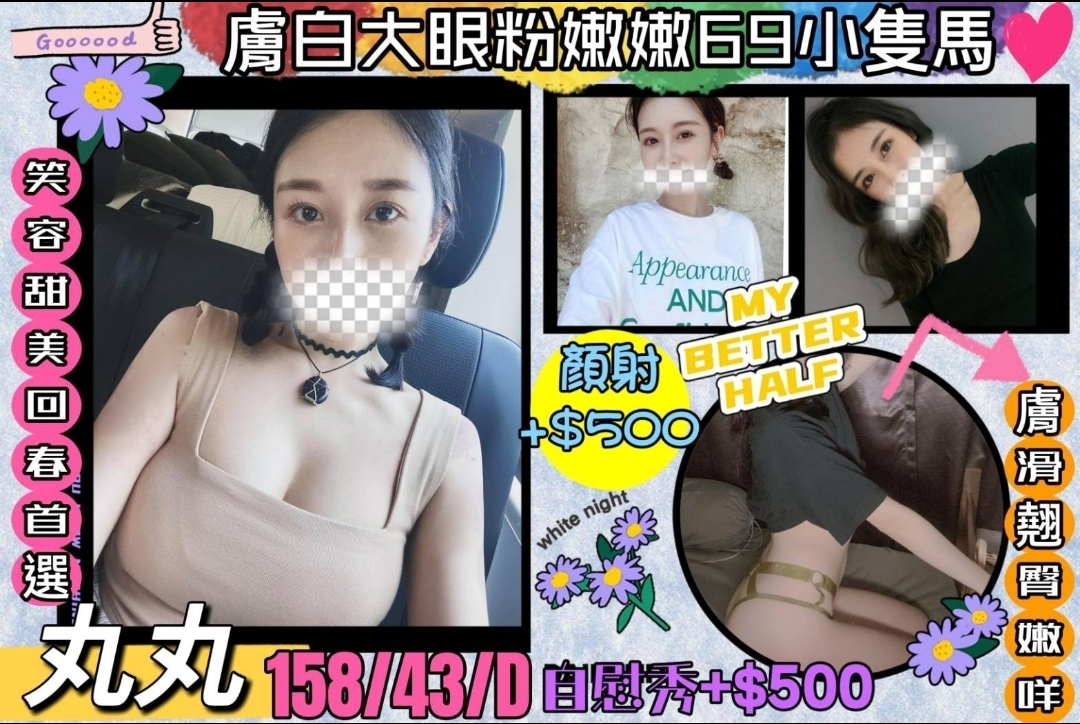 Goooood
膚白大眼粉嫩嫩69小隻馬
笑容甜美回春首選
Appearance
AND
MY
BETTER
HALF
顏射
+$500
white night
膚滑翹臀嫩咩
丸丸
158/43/D
自慰秀+$500